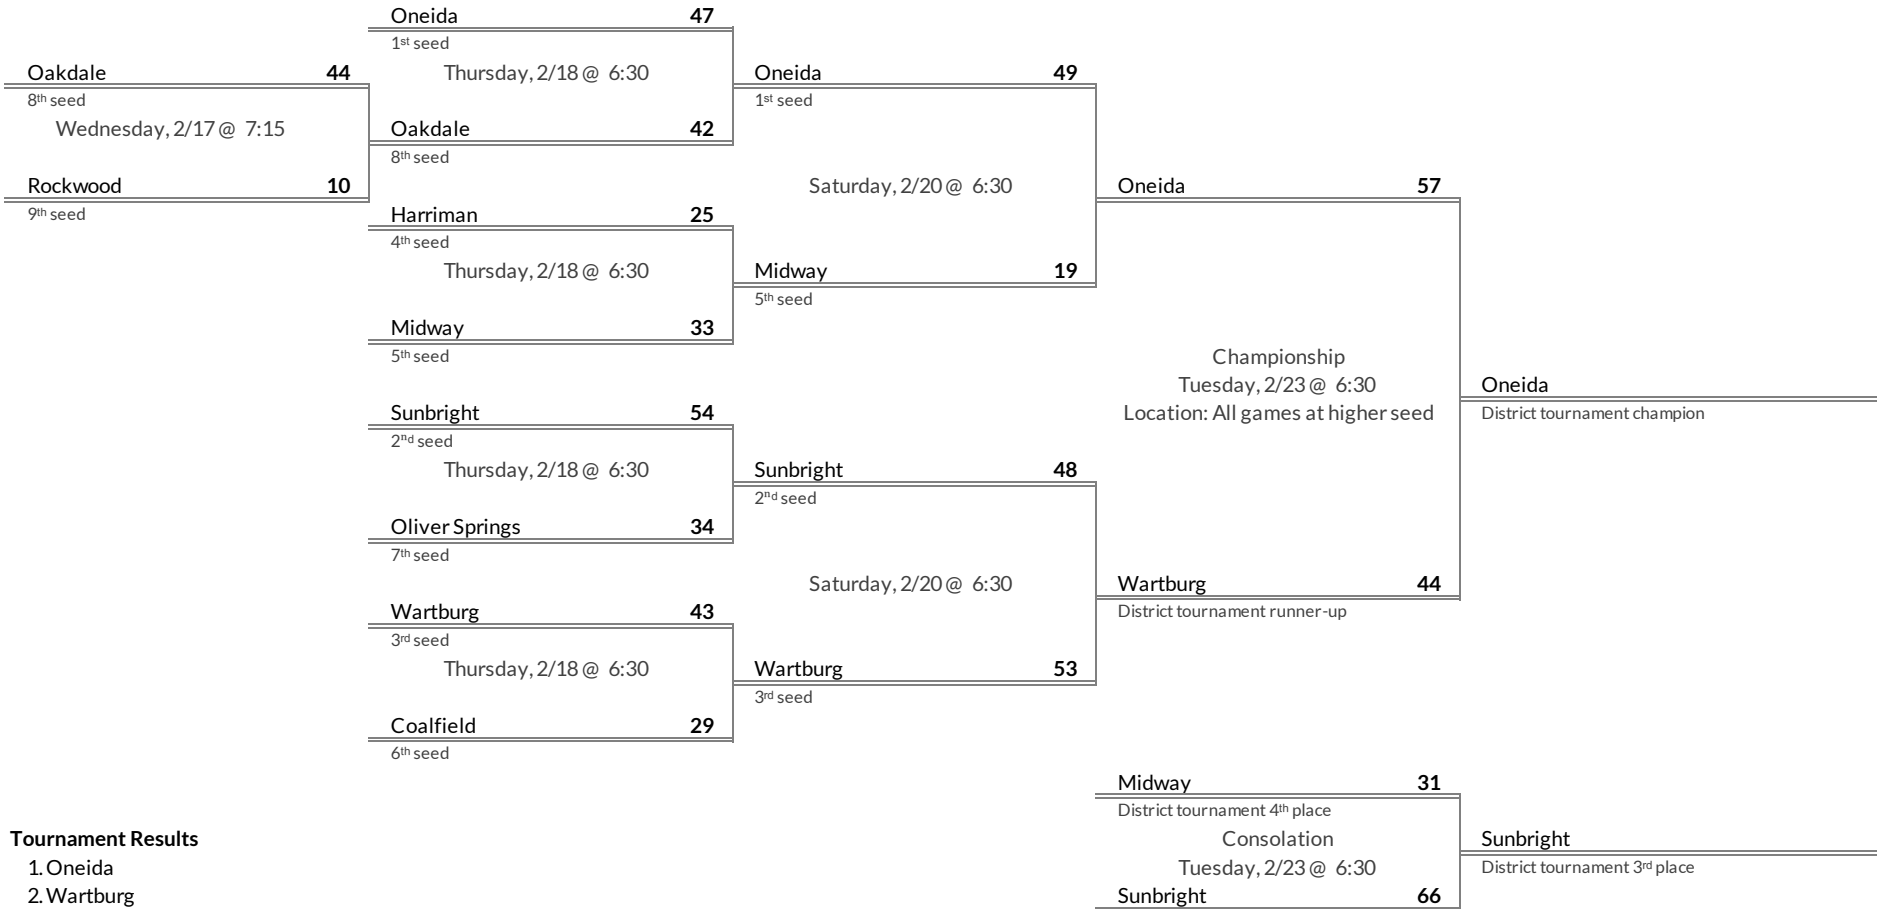 Oneida 47
1st seed
Oakdale 44
Thursday, 2/18 @ 6:30
Oneida 49
8th seed
1st seed
Wednesday, 2/17 @ 7:15
Oakdale 42
8th seed
Rockwood 10
Saturday, 2/20 @ 6:30
Oneida 57
9th seed
Harriman 25
4th seed
Thursday, 2/18 @ 6:30
Midway 19
5th seed
Midway 33
5th seed
Championship
Tuesday, 2/23 @ 6:30
Oneida
Location: All games at higher seed
District tournament champion
Sunbright 54
2nd seed
Thursday, 2/18 @ 6:30
Sunbright 48
2nd seed
Oliver Springs 34
7th seed
Saturday, 2/20 @ 6:30
Wartburg 44
District tournament runner-up
Wartburg 43
3rd seed
Thursday, 2/18 @ 6:30
Wartburg 53
3rd seed
Coalfield 29
6th seed
Midway 31
District tournament 4th place
Tournament Results
Consolation
Sunbright
1. Oneida
Tuesday, 2/23 @ 6:30
District tournament 3rd place
2. Wartburg
Sunbright 66